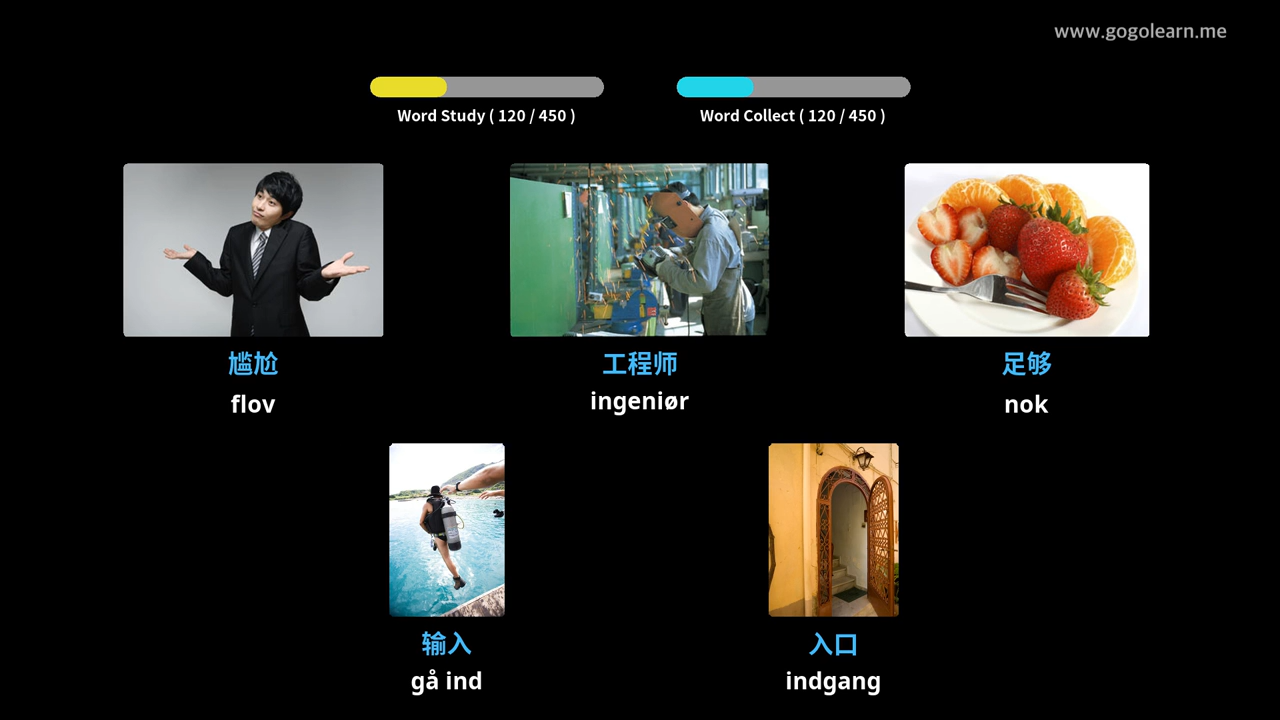 www.gogolearn.me
Word Study ( 120 / 450 )
Word Collect ( 120 / 450 )
尴尬
flov
工程师
ingeniør
足够
nok
输入
gå ind
入口
indgang